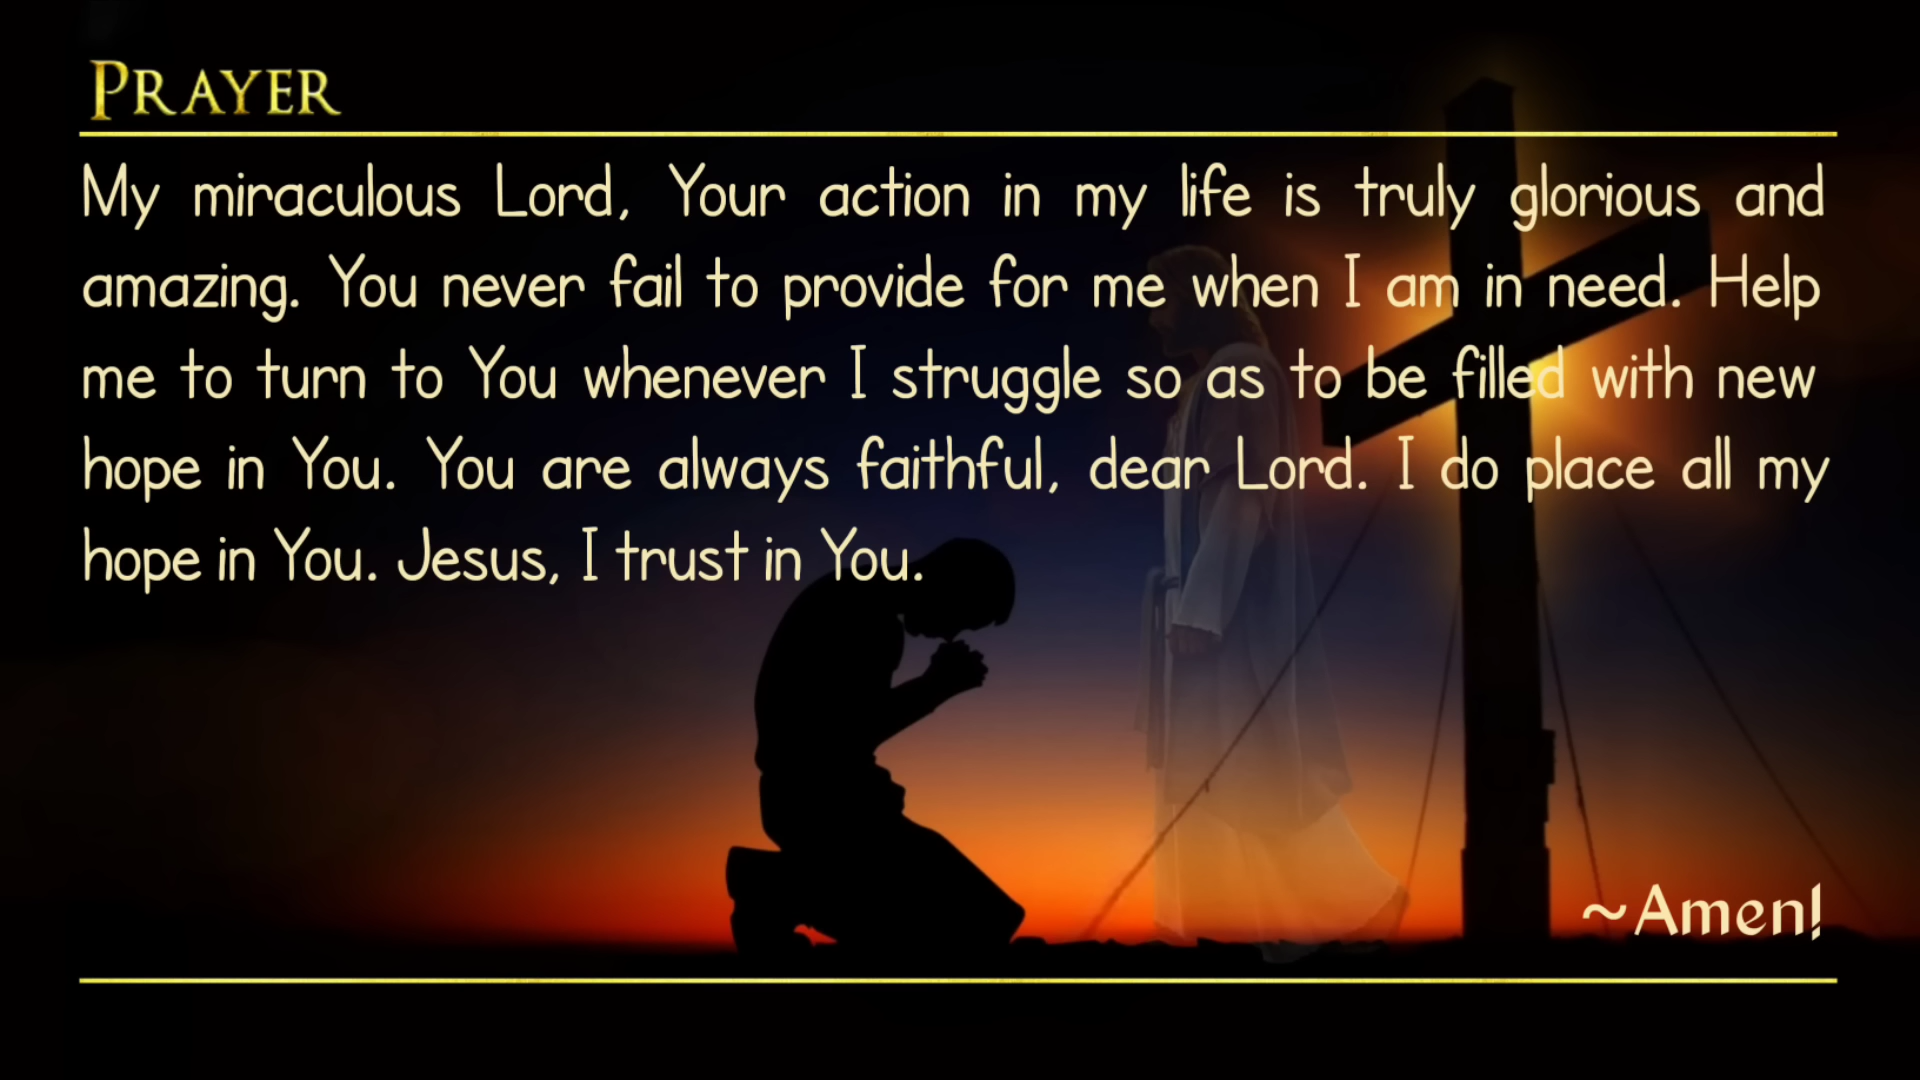 PRAYER
My miraculous Lord, Your action in my life is truly glorious and
amazing. You never fail to provide for me when I am in need. Help
me to turn to You whenever I struggle so as to be filled with new
hope in You. You are always faithful, dear Lord. I do place all my
hope in You. Jesus, I trust in You.
~Amen!